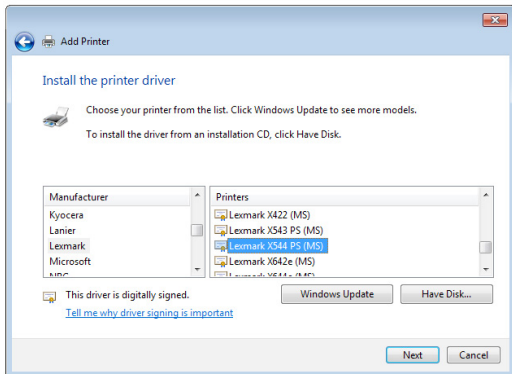 Add Printer
Install the printer driver
Choose your printer from the list. Click Windows Update to see more models.
To install the driver from an installation CD, click Have Disk.
Manufacturer
Kyocera
Lanier
Lexmark
Microsoft
Printers
Lexmark X422 (MS)
Lexmark X543 PS (MS)
Lexmark X544 PS (MS)
Lexmark X642e (MS)
This driver is digitally signed.
Tell me why driver signing is important
Windows Update
Have Disk...
Next
Cancel